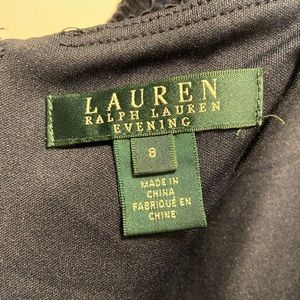 LAUREN
RALPH LAUREN
EVENING
8
MADE IN
CHINA
FABRIQUÉ EN
CHINE